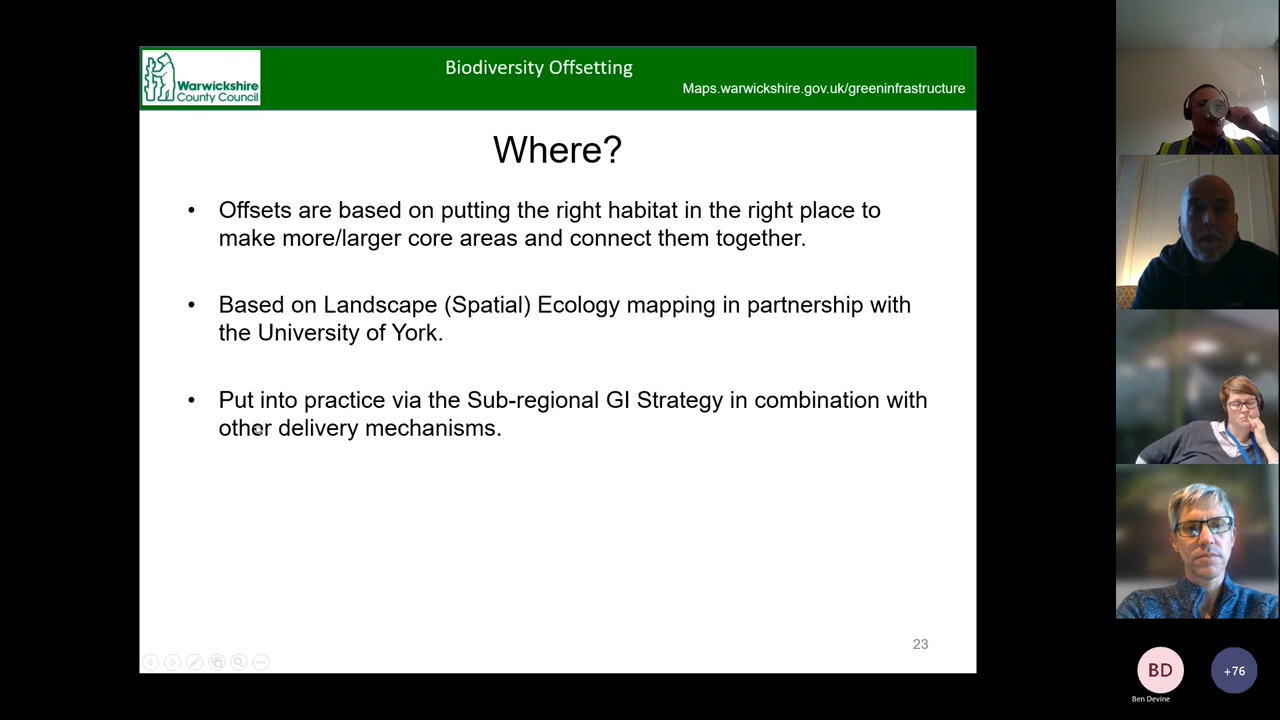 Warwickshire
County Council
Biodiversity Offsetting
Maps.warwickshire.gov.uk/greeninfrastructure
Where?
• Offsets are based on putting the right habitat in the right place to
make more/larger core areas and connect them together.
• Based on Landscape (Spatial) Ecology mapping in partnership with
the University of York.
• Put into practice via the Sub-regional GI Strategy in combination with
other delivery mechanisms.
23
BD
Ben Devine
+76